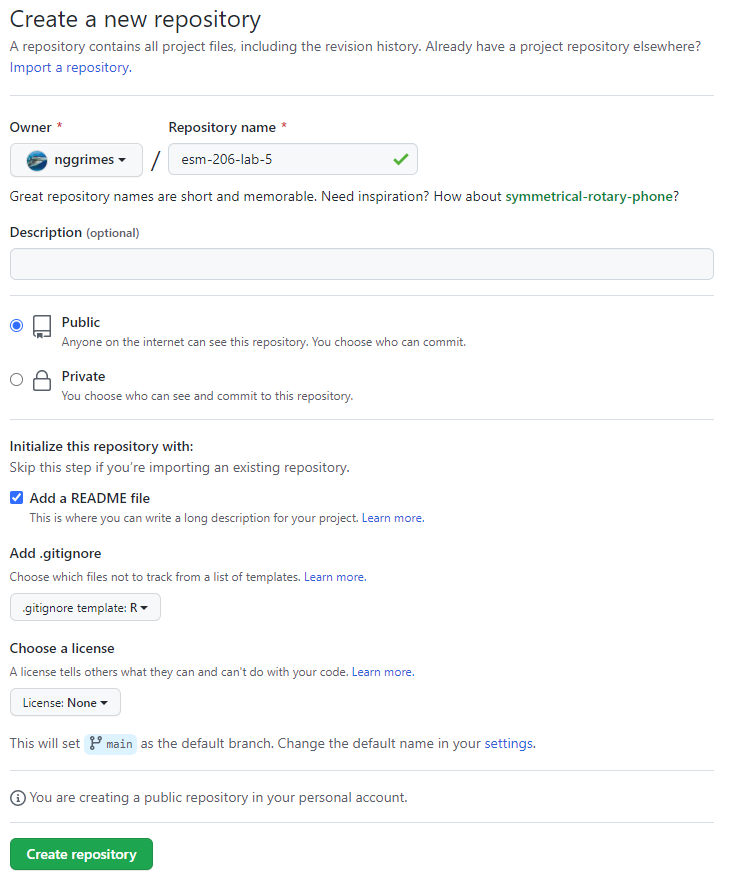 Create a new repository
A repository contains all project files, including the revision history. Already have a project repository elsewhere?
Import a repository.
Owner *
Repository name *
nggrimes
/
esm-206-lab-5
Great repository names are short and memorable. Need inspiration? How about symmetrical-rotary-phone?
Description (optional)
Public
Anyone on the internet can see this repository. You choose who can commit.
Private
You choose who can see and commit to this repository.
Initialize this repository with:
Skip this step if you're importing an existing repository.
Add a README file
This is where you can write a long description for your project. Learn more.
Add .gitignore
Choose which files not to track from a list of templates. Learn more.
.gitignore template: R
Choose a license
A license tells others what they can and can't do with your code. Learn more.
License: None
This will set main as the default branch. Change the default name in your settings.
You are creating a public repository in your personal account.
Create repository